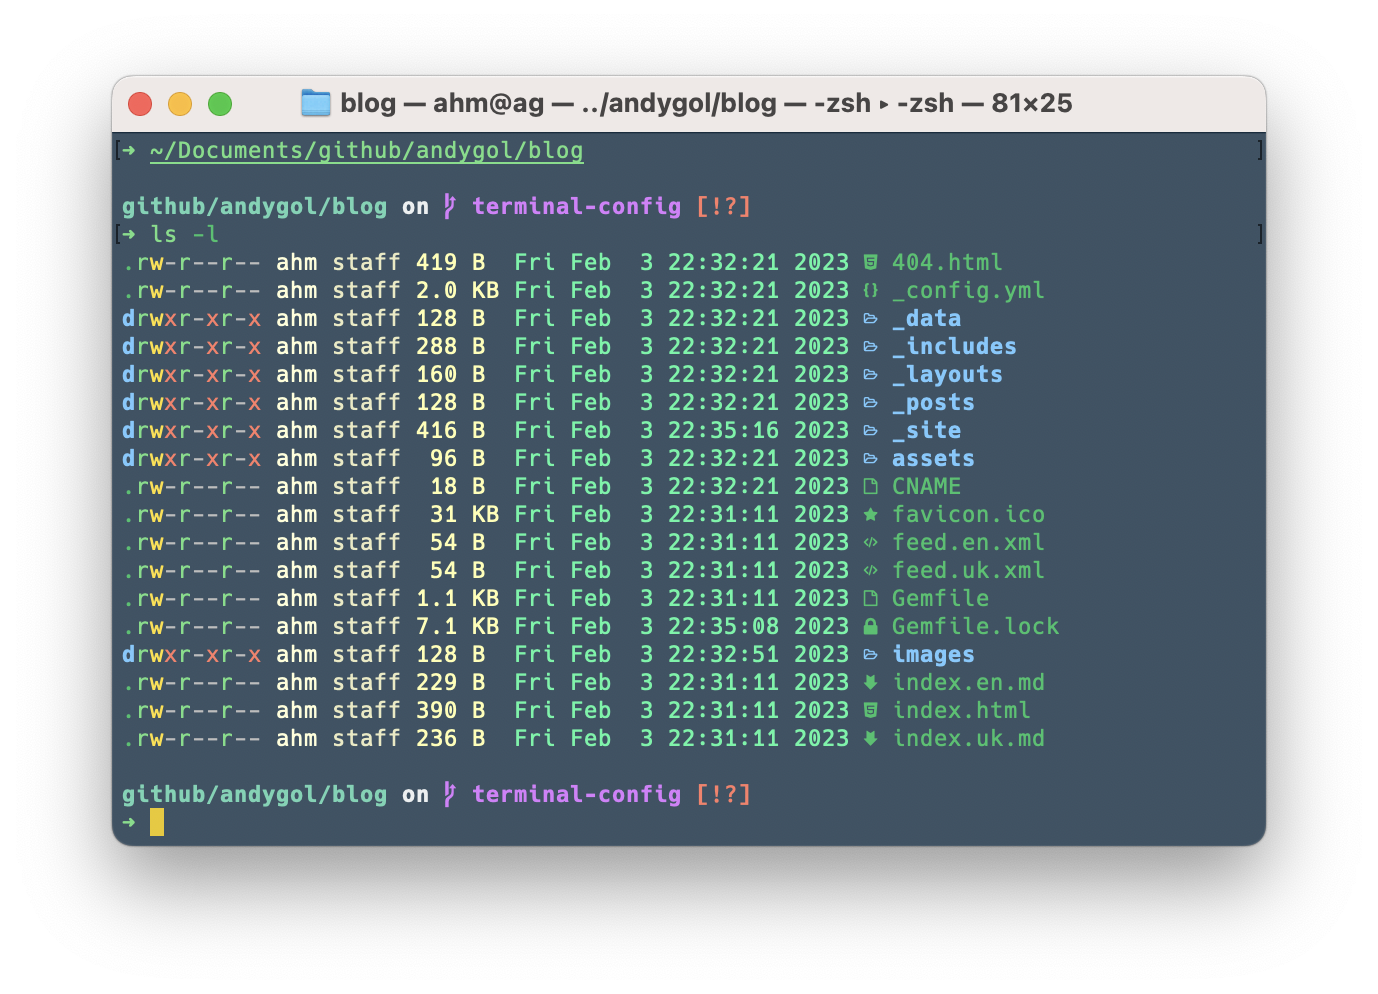 blog — ahm@ag — ../andygol/blog — -zsh ▸ -zsh — 81×25
[➜ ~/Documents/github/andygol/blog ]
github/andygol/blog on  terminal-config [!?]
[➜ ls -l ]
.rw-r--r-- ahm staff 419 B  Fri Feb  3 22:32:21 2023 404.html
.rw-r--r-- ahm staff 2.0 KB Fri Feb  3 22:32:21 2023 {} _config.yml
drwxr-xr-x ahm staff 128 B  Fri Feb  3 22:32:21 2023 _data
drwxr-xr-x ahm staff 288 B  Fri Feb  3 22:32:21 2023 _includes
drwxr-xr-x ahm staff 160 B  Fri Feb  3 22:32:21 2023 _layouts
drwxr-xr-x ahm staff 128 B  Fri Feb  3 22:32:21 2023 _posts
drwxr-xr-x ahm staff 416 B  Fri Feb  3 22:35:16 2023 _site
drwxr-xr-x ahm staff  96 B  Fri Feb  3 22:32:21 2023 assets
.rw-r--r-- ahm staff  18 B  Fri Feb  3 22:32:21 2023 CNAME
.rw-r--r-- ahm staff  31 KB Fri Feb  3 22:31:11 2023 ★ favicon.ico
.rw-r--r-- ahm staff  54 B  Fri Feb  3 22:31:11 2023 </> feed.en.xml
.rw-r--r-- ahm staff  54 B  Fri Feb  3 22:31:11 2023 </> feed.uk.xml
.rw-r--r-- ahm staff 1.1 KB Fri Feb  3 22:31:11 2023 Gemfile
.rw-r--r-- ahm staff 7.1 KB Fri Feb  3 22:35:08 2023 Gemfile.lock
drwxr-xr-x ahm staff 128 B  Fri Feb  3 22:32:51 2023 images
.rw-r--r-- ahm staff 229 B  Fri Feb  3 22:31:11 2023 index.en.md
.rw-r--r-- ahm staff 390 B  Fri Feb  3 22:31:11 2023 index.html
.rw-r--r-- ahm staff 236 B  Fri Feb  3 22:31:11 2023 index.uk.md
github/andygol/blog on  terminal-config [!?]
➜